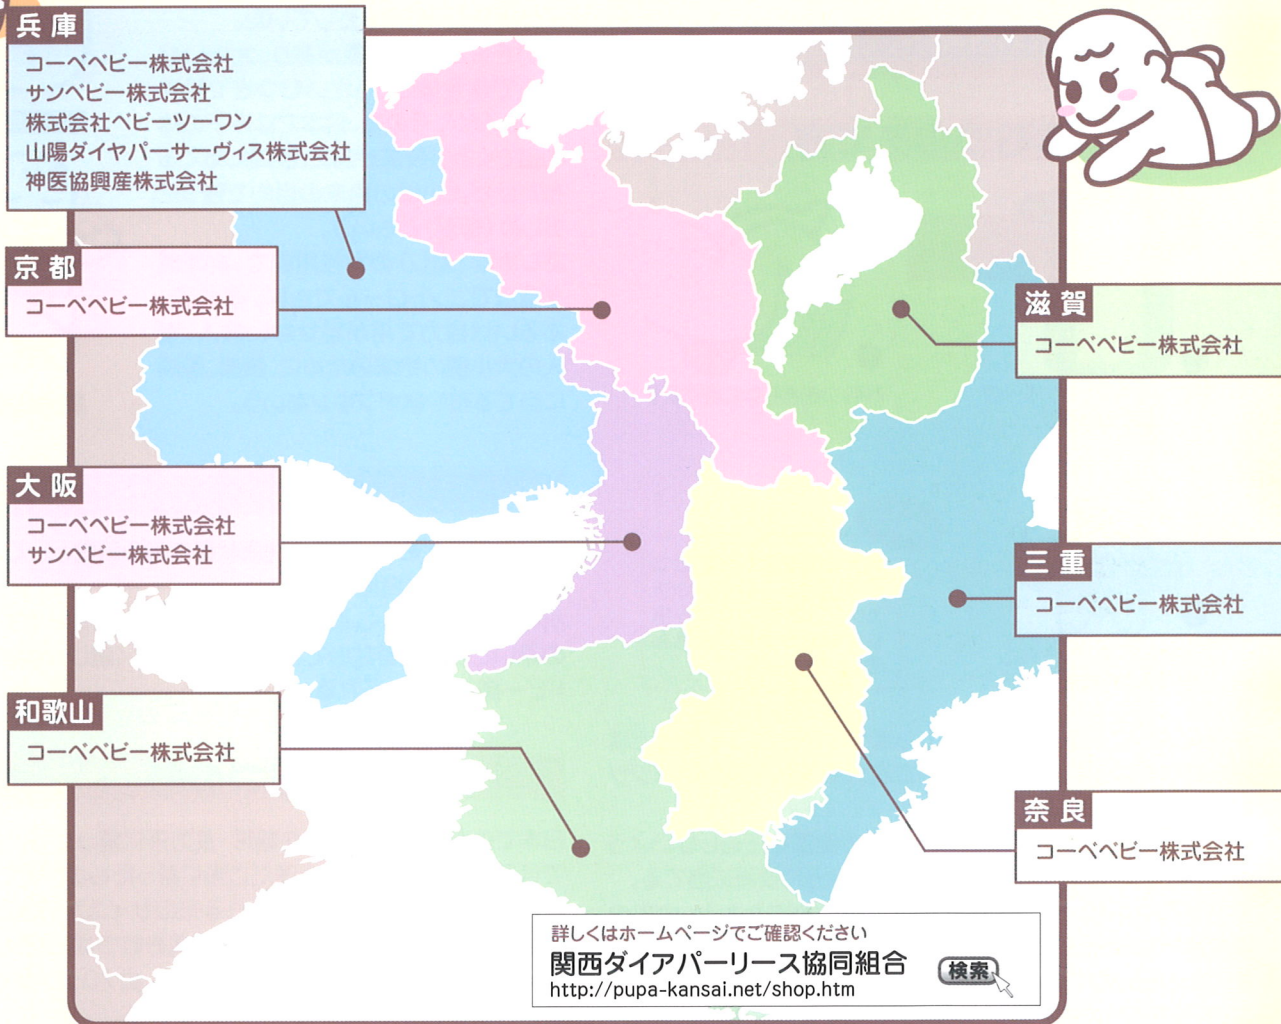 兵庫
コーベベビー株式会社
サンベビー株式会社
株式会社ベビーツーワン
山陽ダイヤパーサーヴィス株式会社
神医協興産株式会社
京都
コーベベビー株式会社
大阪
コーベベビー株式会社
サンベビー株式会社
和歌山
コーベベビー株式会社
滋賀
コーベベビー株式会社
三重
コーベベビー株式会社
奈良
コーベベビー株式会社
詳しくはホームページでご確認ください
関西ダイアパーリース協同組合
検索
http://pupa-kansai.net/shop.htm